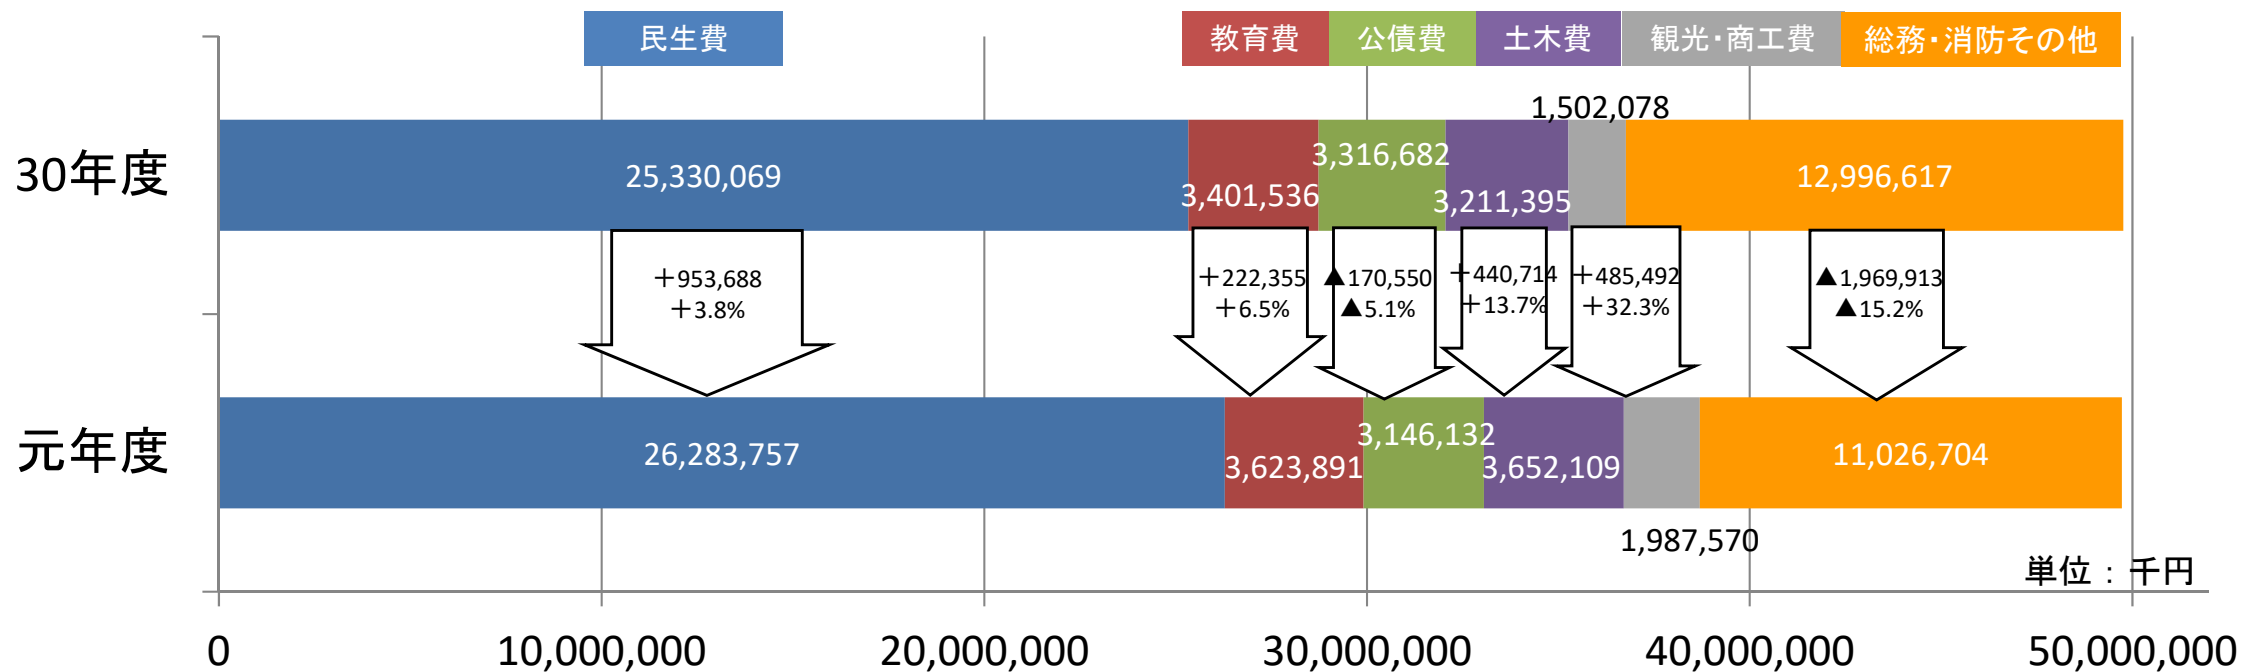 民生費 教育費 公債費 土木費 観光・商工費 総務・消防その他
1,502,078
30年度 25,330,069 3,401,536 3,316,682 3,211,395 12,996,617
＋953,688 ＋222,355 ▲170,550 ＋440,714 ＋485,492 ▲1,969,913
＋3.8% ＋6.5% ▲5.1% ＋13.7% ＋32.3% ▲15.2%
元年度 26,283,757 3,623,891 3,146,132 3,652,109 11,026,704
1,987,570
単位：千円
0 10,000,000 20,000,000 30,000,000 40,000,000 50,000,000